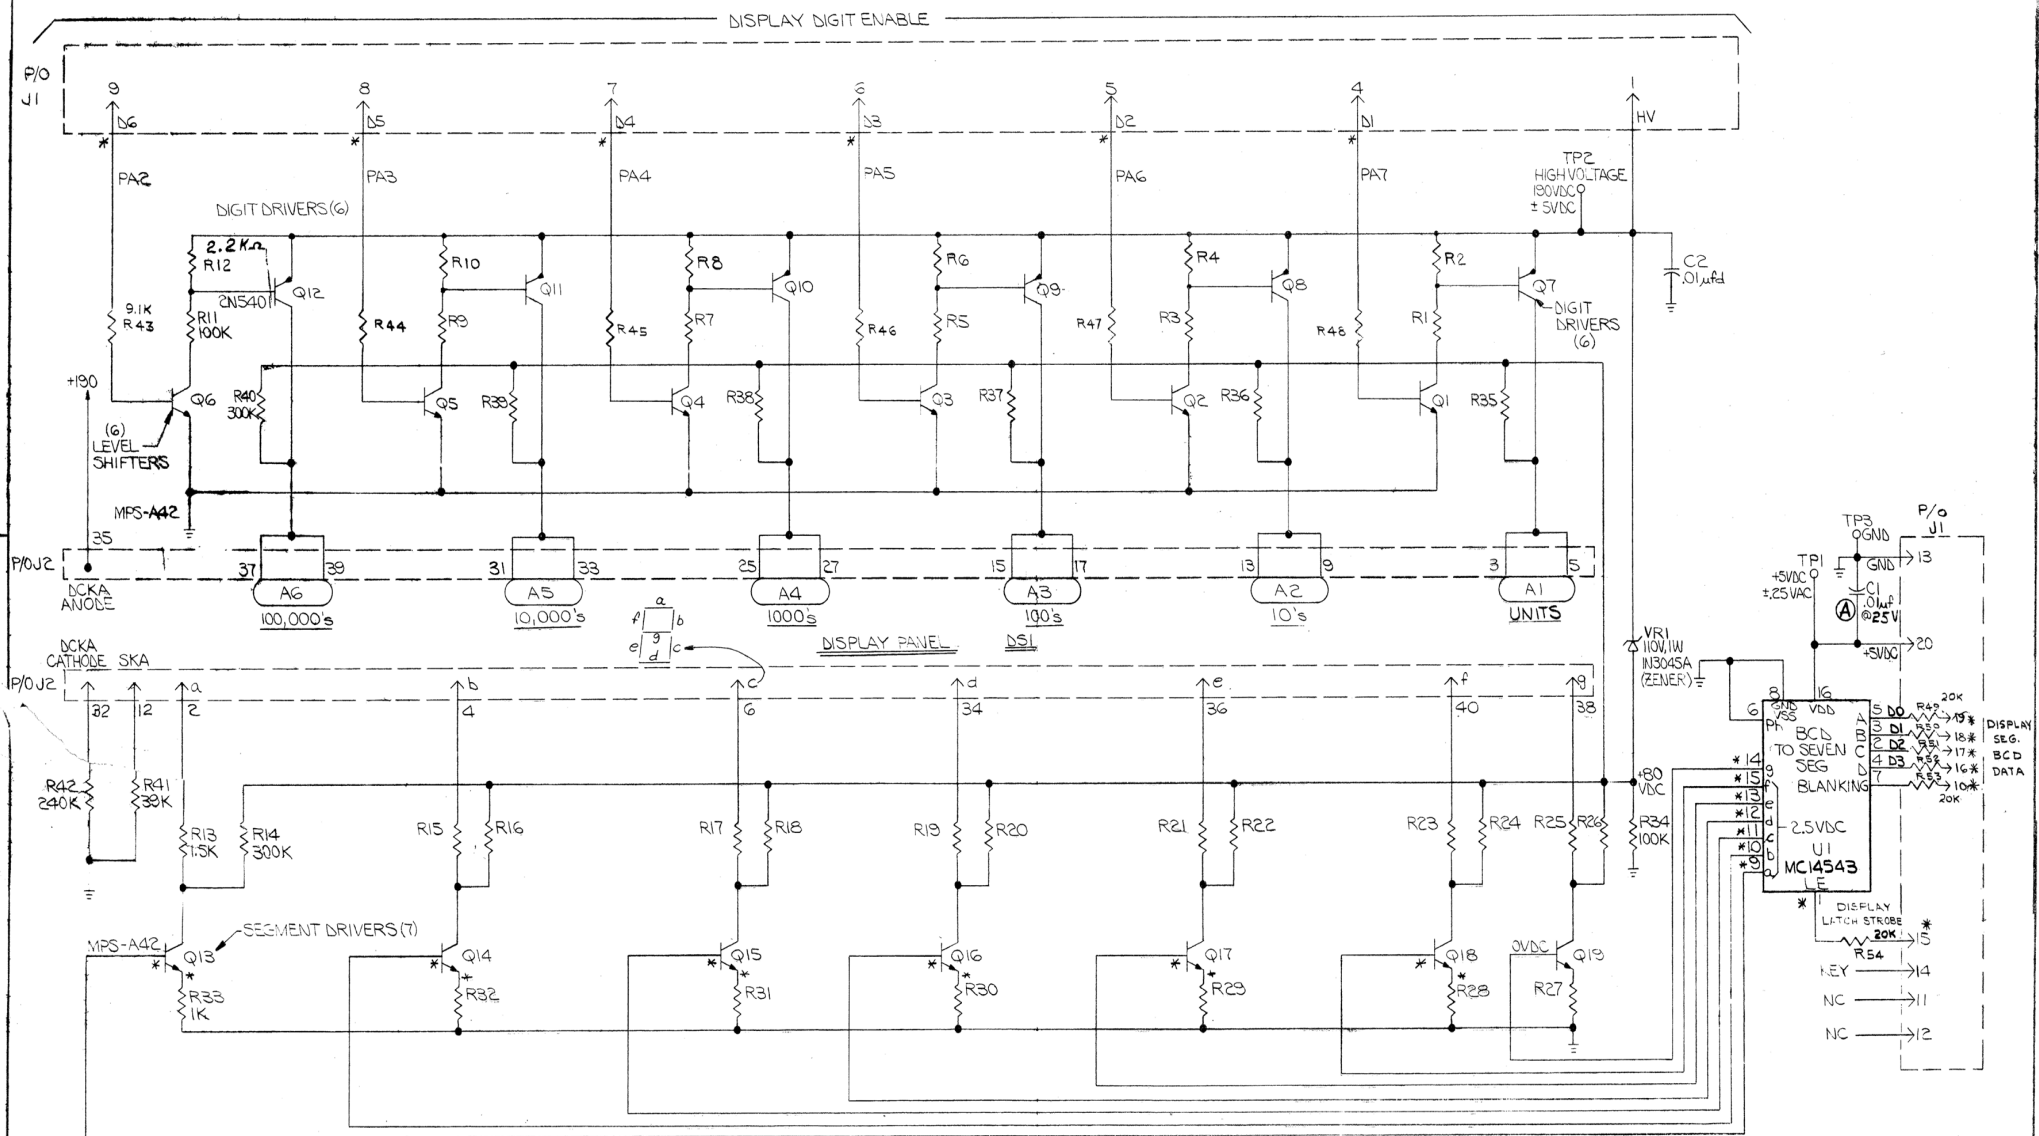 DISPLAY DIGIT ENABLE
P/O
J1
9
8
7
6
5
4
1
D6
D5
D4
D3
D2
D1
HV
*
*
*
*
*
*
PA2
PA3
PA4
PA5
PA6
PA7
TP2
HIGH VOLTAGE
190VDC
± 5VDC
DIGIT DRIVERS (6)
2.2KΩ
R12
R10
R8
R6
R4
R2
C2
.01µfd
2N5401
Q12
Q11
Q10
Q9
Q8
Q7
9.1K
R43
R11
100K
R44
R9
R45
R7
R46
R5
R47
R3
R48
R1
DIGIT
DRIVERS
(6)
+190
Q6
R40
300K
Q5
R39
Q4
R38
Q3
R37
Q2
R36
Q1
R35
(6)
LEVEL
SHIFTERS
MPS-A42
35
P/O J2
37
39
31
33
25
27
15
17
13
9
3
5
DCKA
ANODE
A6
A5
A4
A3
A2
A1
100,000's
10,000's
1000's
100's
10's
UNITS
a
f
b
g
e
c
d
DISPLAY PANEL
DS1
DCKA
CATHODE
SKA
P/O J2
a
b
c
d
e
f
g
32
12
2
4
6
34
36
40
38
VR1
110V, 1W
IN3045A
(ZENER)
R42
240K
R41
39K
R13
1.5K
R14
300K
R15
R16
R17
R18
R19
R20
R21
R22
R23
R24
R25
R26
+80
VDC
R34
100K
MPS-A42
SEGMENT DRIVERS (7)
Q13
Q14
Q15
Q16
Q17
Q18
0VDC
Q19
*
*
*
*
*
*
*
*
*
*
*
*
R33
1K
R32
R31
R30
R29
R28
R27
P/O
J1
TP3
GND
GND
13
TP1
+5VDC
±.25VAC
C1
.01µf
@25V
A
+5VDC
20
8
16
GND
VSS
VDD
6
Ph
BCD
TO SEVEN
SEG
BLANKING
A
B
C
D
5
D0
R49
20K
19*
3
D1
R50
18*
2
D2
R51
17*
4
D3
R52
16*
7
R53
10*
20K
DISPLAY
SEG.
BCD
DATA
*14
g
*15
f
*13
e
*12
d
*11
c
*10
b
*9
a
2.5VDC
U1
MC14543
LE
1
*
DISPLAY
LATCH STROBE
20K
R54
15
*
KEY
14
NC
11
NC
12